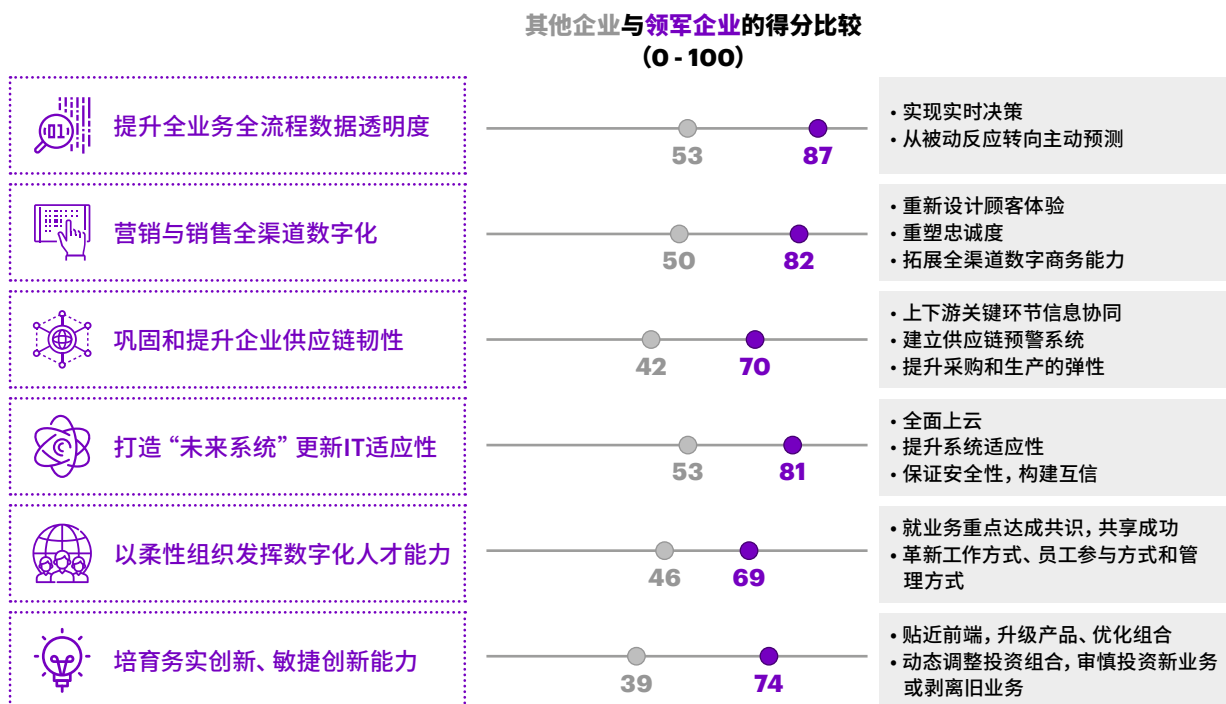 其他企业与领军企业的得分比较
（0 - 100）
01
提升全业务全流程数据透明度
53
87
• 实现实时决策
• 从被动反应转向主动预测
营销与销售全渠道数字化
50
82
• 重新设计顾客体验
• 重塑忠诚度
• 拓展全渠道数字商务能力
巩固和提升企业供应链韧性
42
70
• 上下游关键环节信息协同
• 建立供应链预警系统
• 提升采购和生产的弹性
打造“未来系统”更新IT适应性
53
81
• 全面上云
• 提升系统适应性
• 保证安全性，构建互信
以柔性组织发挥数字化人才能力
46
69
• 就业务重点达成共识，共享成功
• 革新工作方式、员工参与方式和管
理方式
培育务实创新、敏捷创新能力
39
74
• 贴近前端，升级产品、优化组合
• 动态调整投资组合，审慎投资新业务
或剥离旧业务